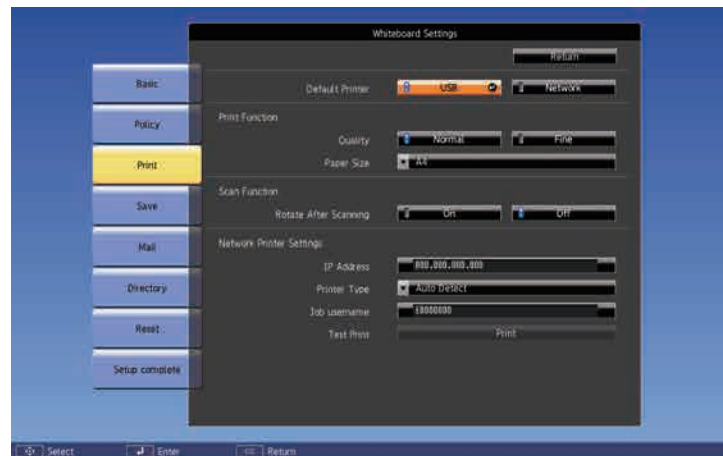 Whiteboard Settings
Return
Basic
Policy
Print
Save
Mail
Directory
Reset
Setup complete
Default Printer USB Network
Print Function
Quality Normal Fine
Paper Size A4
Scan Function
Rotate After Scanning On Off
Network Printer Settings
IP Address 000.000.000.000
Printer Type Auto Detect
Job username
Test Print Print
Select Enter Return